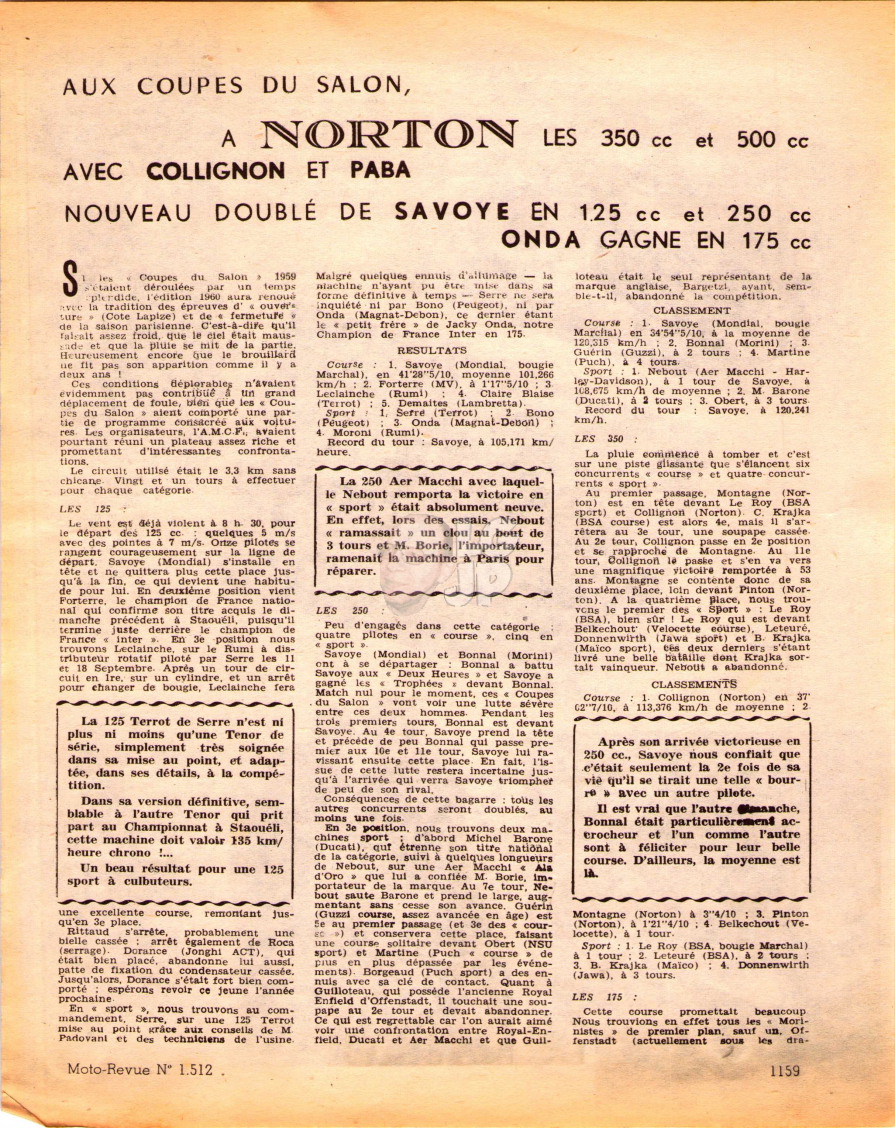 AUX COUPES DU SALON,
A NORTON LES 350 cc et 500 cc
AVEC COLLIGNON ET PABA
NOUVEAU DOUBLÉ DE SAVOYE EN 125 cc et 250 cc
ONDA GAGNE EN 175 cc
Si les « Coupes du Salon » 1959
s'étaient déroulées par un temps
splendide, l'édition 1960 aura renoué
avec la tradition des épreuves d' « ouver-
ture » (Cote Lapize) et de « fermeture »
de la saison parisienne. C'est-à-dire qu'il
faisait assez froid, que le ciel était maus-
sade et que la pluie se mit de la partie.
Heureusement encore que le brouillard
ne fit pas son apparition comme il y a
deux ans !
Ces conditions déplorables n'avaient
évidemment pas contribué à un grand
déplacement de foule, bien que les « Cou-
pes du Salon » aient comporté une par-
tie de programme consacrée aux voitu-
res. Les organisateurs, l'A.M.C.F., avaient
pourtant réuni un plateau assez riche et
promettant d'intéressantes confronta-
tions.
Le circuit utilisé était le 3,3 km sans
chicane. Vingt et un tours à effectuer
pour chaque catégorie.
LES 125 :
Le vent est déjà violent à 8 h. 30, pour
le départ des 125 cc. : quelques 5 m/s
avec des pointes à 7 m/s. Onze pilotes se
rangent courageusement sur la ligne de
départ. Savoye (Mondial) s'installe en
tête et ne quittera plus cette place jus-
qu'à la fin, ce qui devient une habitu-
de pour lui. En deuxième position vient
Forterre, le champion de France natio-
nal qui confirme son titre acquis le di-
manche précédent à Staouéli, puisqu'il
termine juste derrière le champion de
France « inter ». En 3e position nous
trouvons Leclainche, sur le Rumi à dis-
tributeur rotatif piloté par Serre les 11
et 18 Septembre. Après un tour de cir-
cuit en 1re, sur un cylindre, et un arrêt
pour changer de bougie, Leclainche fera
La 125 Terrot de Serre n'est ni
plus ni moins qu'une Tenor de
série, simplement très soignée
dans sa mise au point, et adap-
tée, dans ses détails, à la compé-
tition.
Dans sa version définitive, sem-
blable à l'autre Tenor qui prit
part au Championnat à Staouéli,
cette machine doit valoir 135 km/
heure chrono !...
Un beau résultat pour une 125
sport à culbuteurs.
une excellente course, remontant jus-
qu'en 3e place.
Rittaud s'arrête, probablement une
bielle cassée ; arrêt également de Roca
(serrage). Dorance (Jonghi ACT), qui
était bien placé, abandonne lui aussi,
patte de fixation du condensateur cassée.
Jusqu'alors, Dorance s'était fort bien com-
porté ; espérons revoir ce jeune l'année
prochaine.
En « sport », nous trouvons au com-
mandement, Serre, sur une 125 Terrot
mise au point grâce aux conseils de M.
Padovani et des techniciens de l'usine.
Malgré quelques ennuis d'allumage — la
machine n'ayant pu être mise dans sa
forme définitive à temps — Serre ne sera
inquiété ni par Bono (Peugeot), ni par
Onda (Magnat-Debon), ce dernier étant
le « petit frère » de Jacky Onda, notre
Champion de France Inter en 175.
RESULTATS
Course : 1. Savoye (Mondial, bougie
Marchal), en 41'28"5/10, moyenne 101,266
km/h ; 2. Forterre (MV), à 1'17"5/10 ; 3.
Leclainche (Rumi) ; 4. Claire Blaise
(Terrot) ; 5. Demaites (Lambretta).
Sport : 1. Serre (Terrot) ; 2. Bono
(Peugeot) ; 3. Onda (Magnat-Debon) ;
4. Moroni (Rumi).
Record du tour : Savoye, à 105,171 km/
heure.
La 250 Aer Macchi avec laquel-
le Nebout remporta la victoire en
« sport » était absolument neuve.
En effet, lors des essais, Nebout
« ramassait » un clou au bout de
3 tours et M. Borie, l'importateur,
ramenait la machine à Paris pour
réparer.
JP
LES 250 :
Peu d'engagés dans cette catégorie :
quatre pilotes en « course », cinq en
« sport ».
Savoye (Mondial) et Bonnal (Morini)
ont à se départager : Bonnal a battu
Savoye aux « Deux Heures » et Savoye a
gagné les « Trophées » devant Bonnal.
Match nul pour le moment, ces « Coupes
du Salon » vont voir une lutte sévère
entre ces deux hommes. Pendant les
trois premiers tours, Bonnal est devant
Savoye. Au 4e tour, Savoye prend la tête
et précède de peu Bonnal qui passe pre-
mier aux 10e et 11e tour, Savoye lui ra-
vissant ensuite cette place. En fait, l'is-
sue de cette lutte restera incertaine jus-
qu'à l'arrivée qui verra Savoye triompher
de peu de son rival.
Conséquences de cette bagarre : tous les
autres concurrents seront doublés, au
moins une fois.
En 3e position, nous trouvons deux ma-
chines sport ; d'abord Michel Barone
(Ducati), qui étrenne son titre national
de la catégorie, suivi à quelques longueurs
de Nebout, sur une Aer Macchi « Ala
d'Oro » que lui a confiée M. Borie, im-
portateur de la marque. Au 7e tour, Ne-
bout saute Barone et prend le large, aug-
mentant sans cesse son avance. Guérin
(Guzzi course, assez avancée en âge) est
5e au premier passage (et 3e des « cour-
se ») et conservera cette place, faisant
une course solitaire devant Obert (NSU
sport) et Martine (Puch « course » de
plus en plus dépassée par les événe-
ments). Borgeaud (Puch sport) a des en-
nuis avec sa clé de contact. Quant à
Guilloteau, qui possède l'ancienne Royal
Enfield d'Offenstadt, il touchait une sou-
pape au 2e tour et devait abandonner.
Ce qui est regrettable car l'on aurait aimé
voir une confrontation entre Royal-En-
field, Ducati et Aer Macchi et que Guil-
loteau était le seul représentant de la
marque anglaise, Bargetzi, ayant, sem-
ble-t-il, abandonné la compétition.
CLASSEMENT
Course : 1. Savoye (Mondial, bougie
Marchal) en 34'54"5/10, à la moyenne de
120,315 km/h ; 2. Bonnal (Morini) ; 3.
Guérin (Guzzi), à 2 tours ; 4. Martine
(Puch), à 4 tours.
Sport : 1. Nebout (Aer Macchi - Har-
ley-Davidson), à 1 tour de Savoye, à
108,675 km/h de moyenne ; 2. M. Barone
(Ducati), à 2 tours ; 3. Obert, à 3 tours.
Record du tour : Savoye, à 120,241
km/h.
LES 350 :
La pluie commence à tomber et c'est
sur une piste glissante que s'élancent six
concurrents « course » et quatre concur-
rents « sport ».
Au premier passage, Montagne (Nor-
ton) est en tête devant Le Roy (BSA
sport) et Collignon (Norton). C. Krajka
(BSA course) est alors 4e, mais il s'ar-
rêtera au 3e tour, une soupape cassée.
Au 2e tour, Collignon passe en 2e position
et se rapproche de Montagne. Au 11e
tour, Collignon le passe et s'en va vers
une magnifique victoire remportée à 53
ans. Montagne se contente donc de sa
deuxième place, loin devant Pinton (Nor-
ton). A la quatrième place, nous trou-
vons le premier des « Sport » : Le Roy
(BSA), bien sûr ! Le Roy qui est devant
Belkechout (Velocette course), Leteuré,
Donnenwirth (Jawa sport) et B. Krajka
(Maïco sport), ces deux derniers s'étant
livré une belle bataille dont Krajka sor-
tait vainqueur. Nebout a abandonné.
CLASSEMENTS
Course : 1. Collignon (Norton) en 37'
02"7/10, à 113,376 km/h de moyenne ; 2.
Après son arrivée victorieuse en
250 cc., Savoye nous confiait que
c'était seulement la 2e fois de sa
vie qu'il se tirait une telle « bour-
re » avec un autre pilote.
Il est vrai que l'autre dimanche,
Bonnal était particulièrement ac-
crocheur et l'un comme l'autre
sont à féliciter pour leur belle
course. D'ailleurs, la moyenne est
là.
Montagne (Norton) à 3"4/10 ; 3. Pinton
(Norton), à 1'21"4/10 ; 4. Belkechout (Ve-
locette), à 1 tour.
Sport : 1. Le Roy (BSA, bougie Marchal)
à 1 tour ; 2. Leteuré (BSA), à 2 tours ;
3. B. Krajka (Maïco) ; 4. Donnenwirth
(Jawa), à 3 tours.
LES 175 :
Cette course promettait beaucoup.
Nous trouvions en effet tous les « Mori-
nistes » de premier plan, sauf un, Of-
fenstadt (actuellement sous les dra-
Moto-Revue N° 1.512
1159